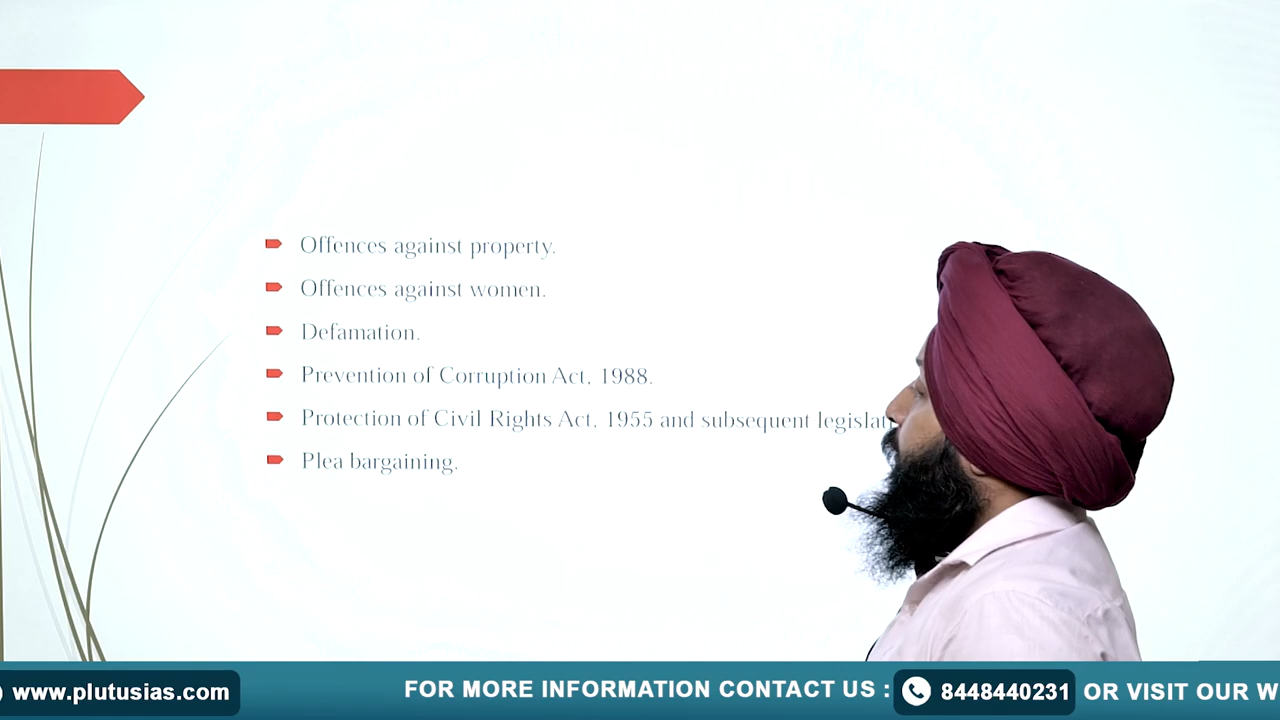 Offences against property.
Offences against women.
Defamation.
Prevention of Corruption Act, 1988.
Protection of Civil Rights Act, 1955 and subsequent
Plea bargaining.
www.plutusias.com
FOR MORE INFORMATION CONTACT US :
8448440231
OR VISIT OUR